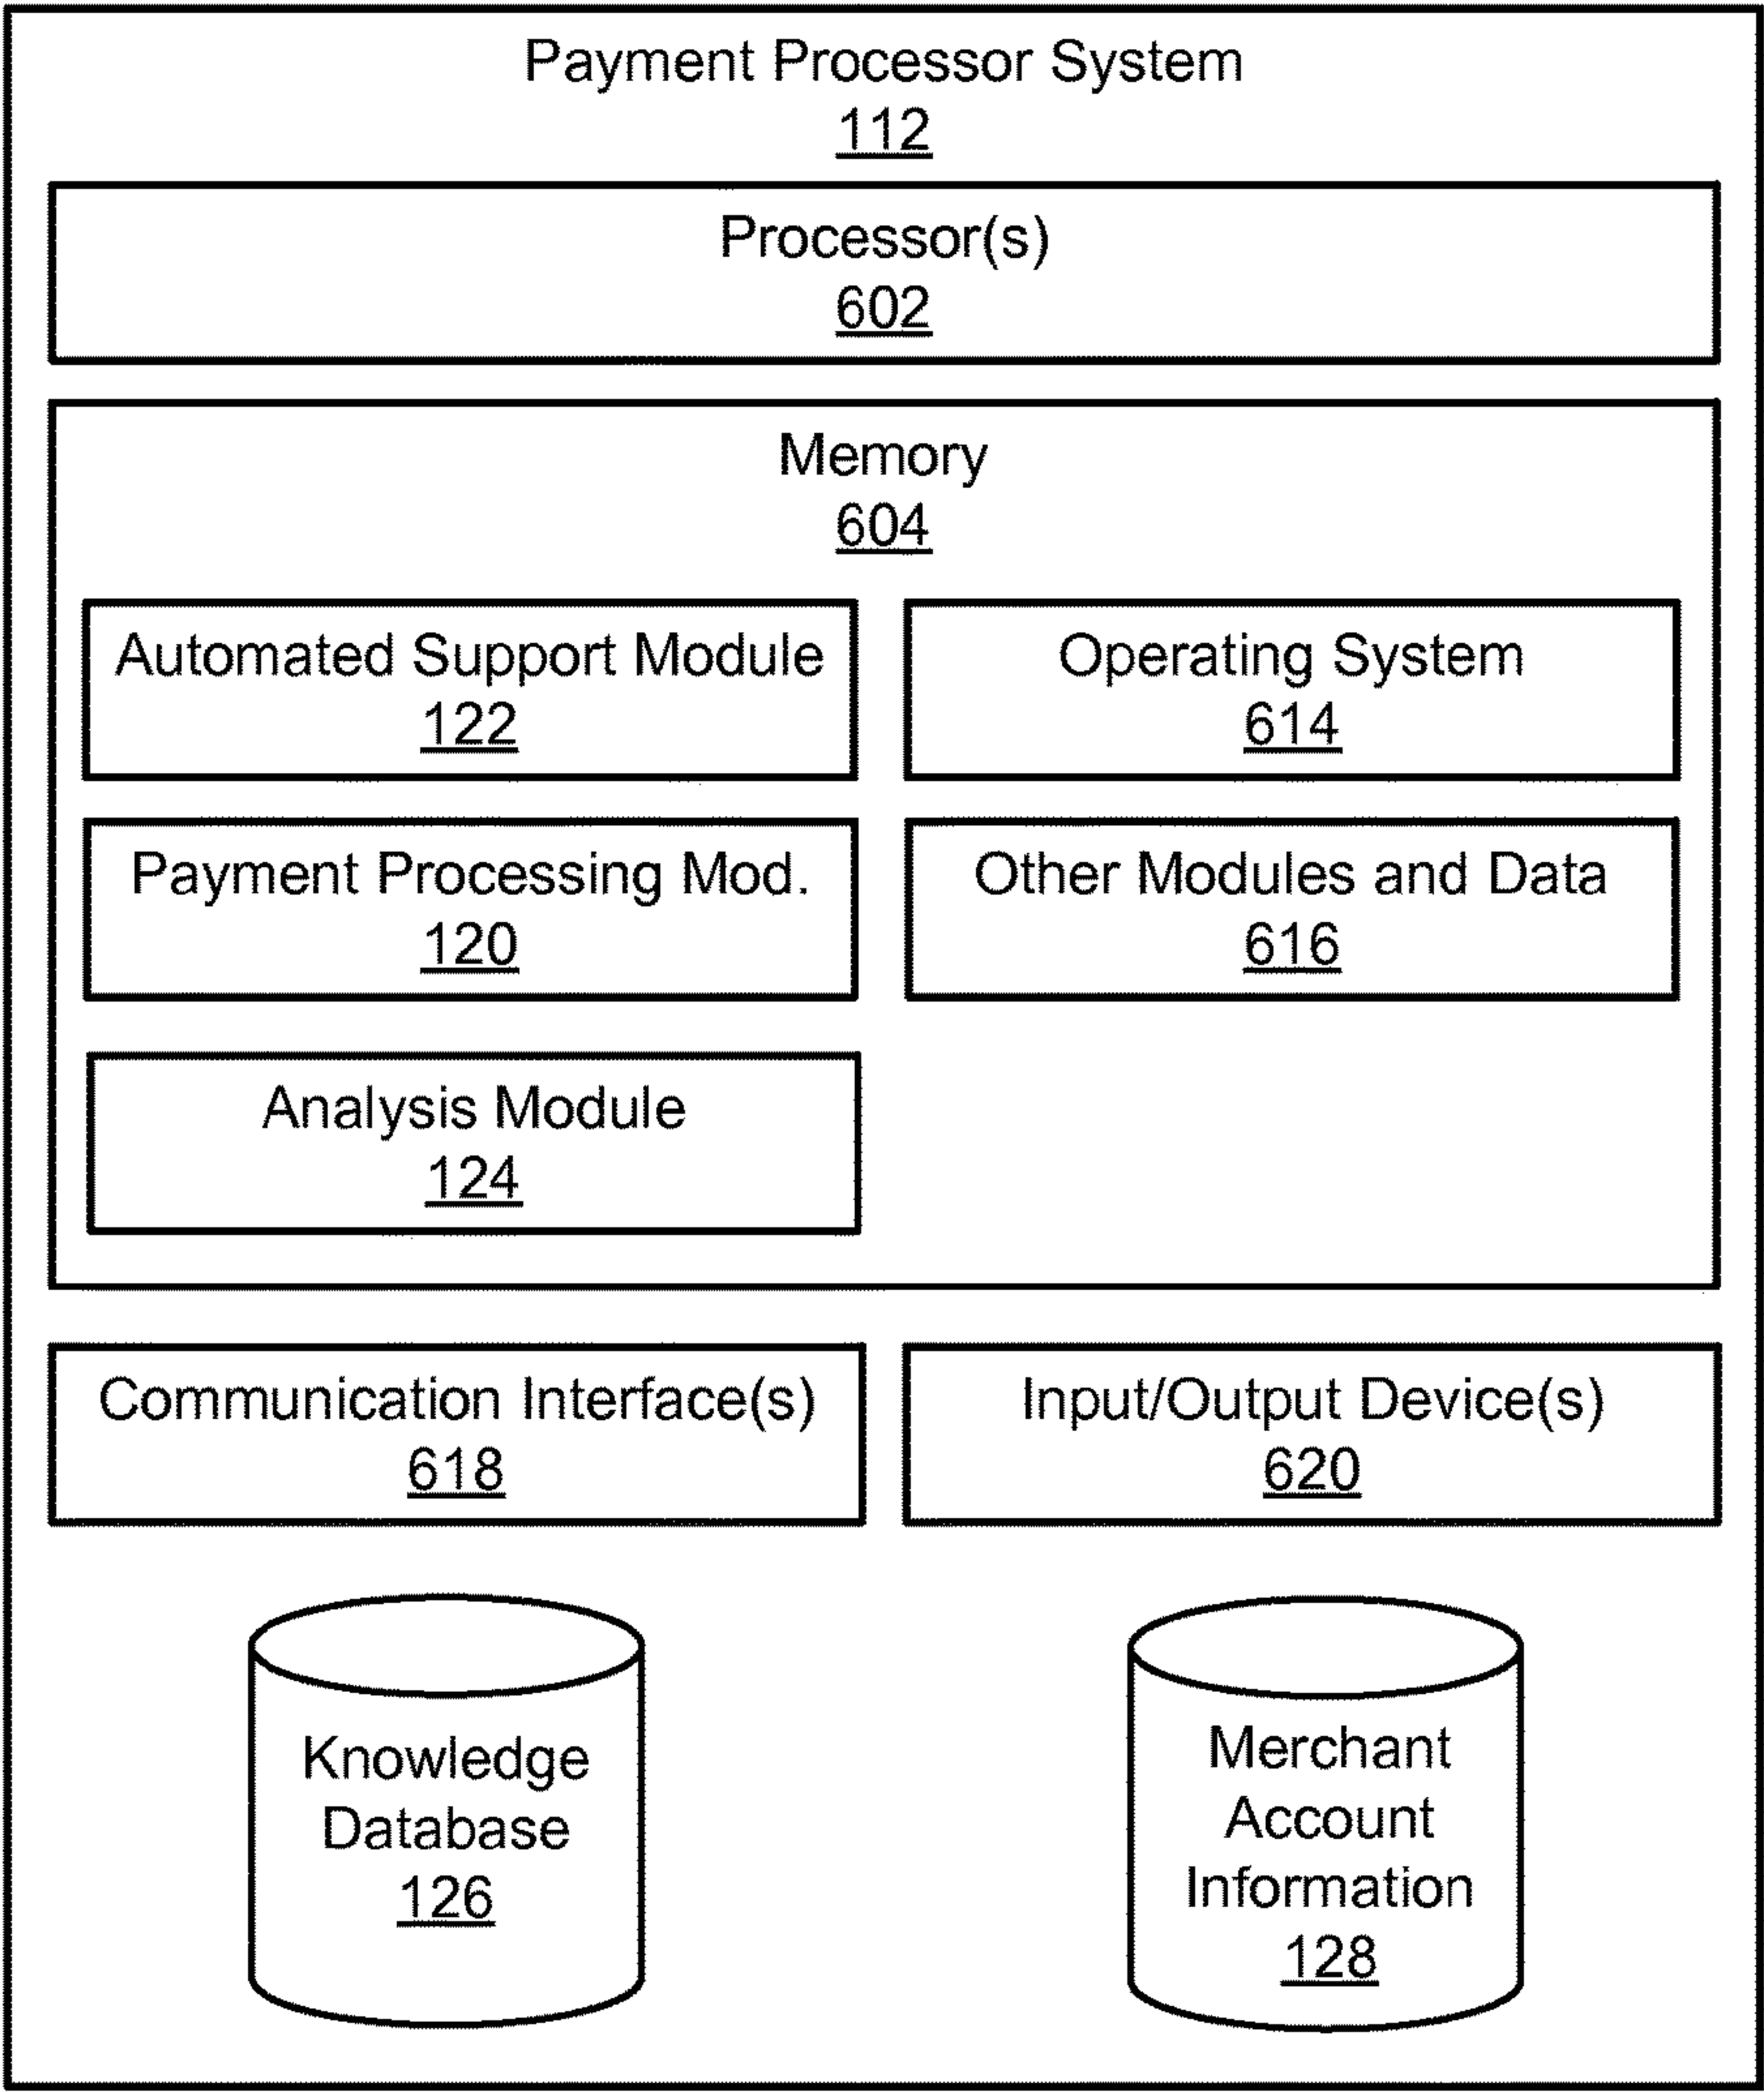 Payment Processor System
112
Processor(s)
602
Memory
604
Automated Support Module
122
Operating System
614
Payment Processing Mod.
120
Other Modules and Data
616
Analysis Module
124
Communication Interface(s)
618
Input/Output Device(s)
620
Knowledge
Database
126
Merchant
Account
Information
128